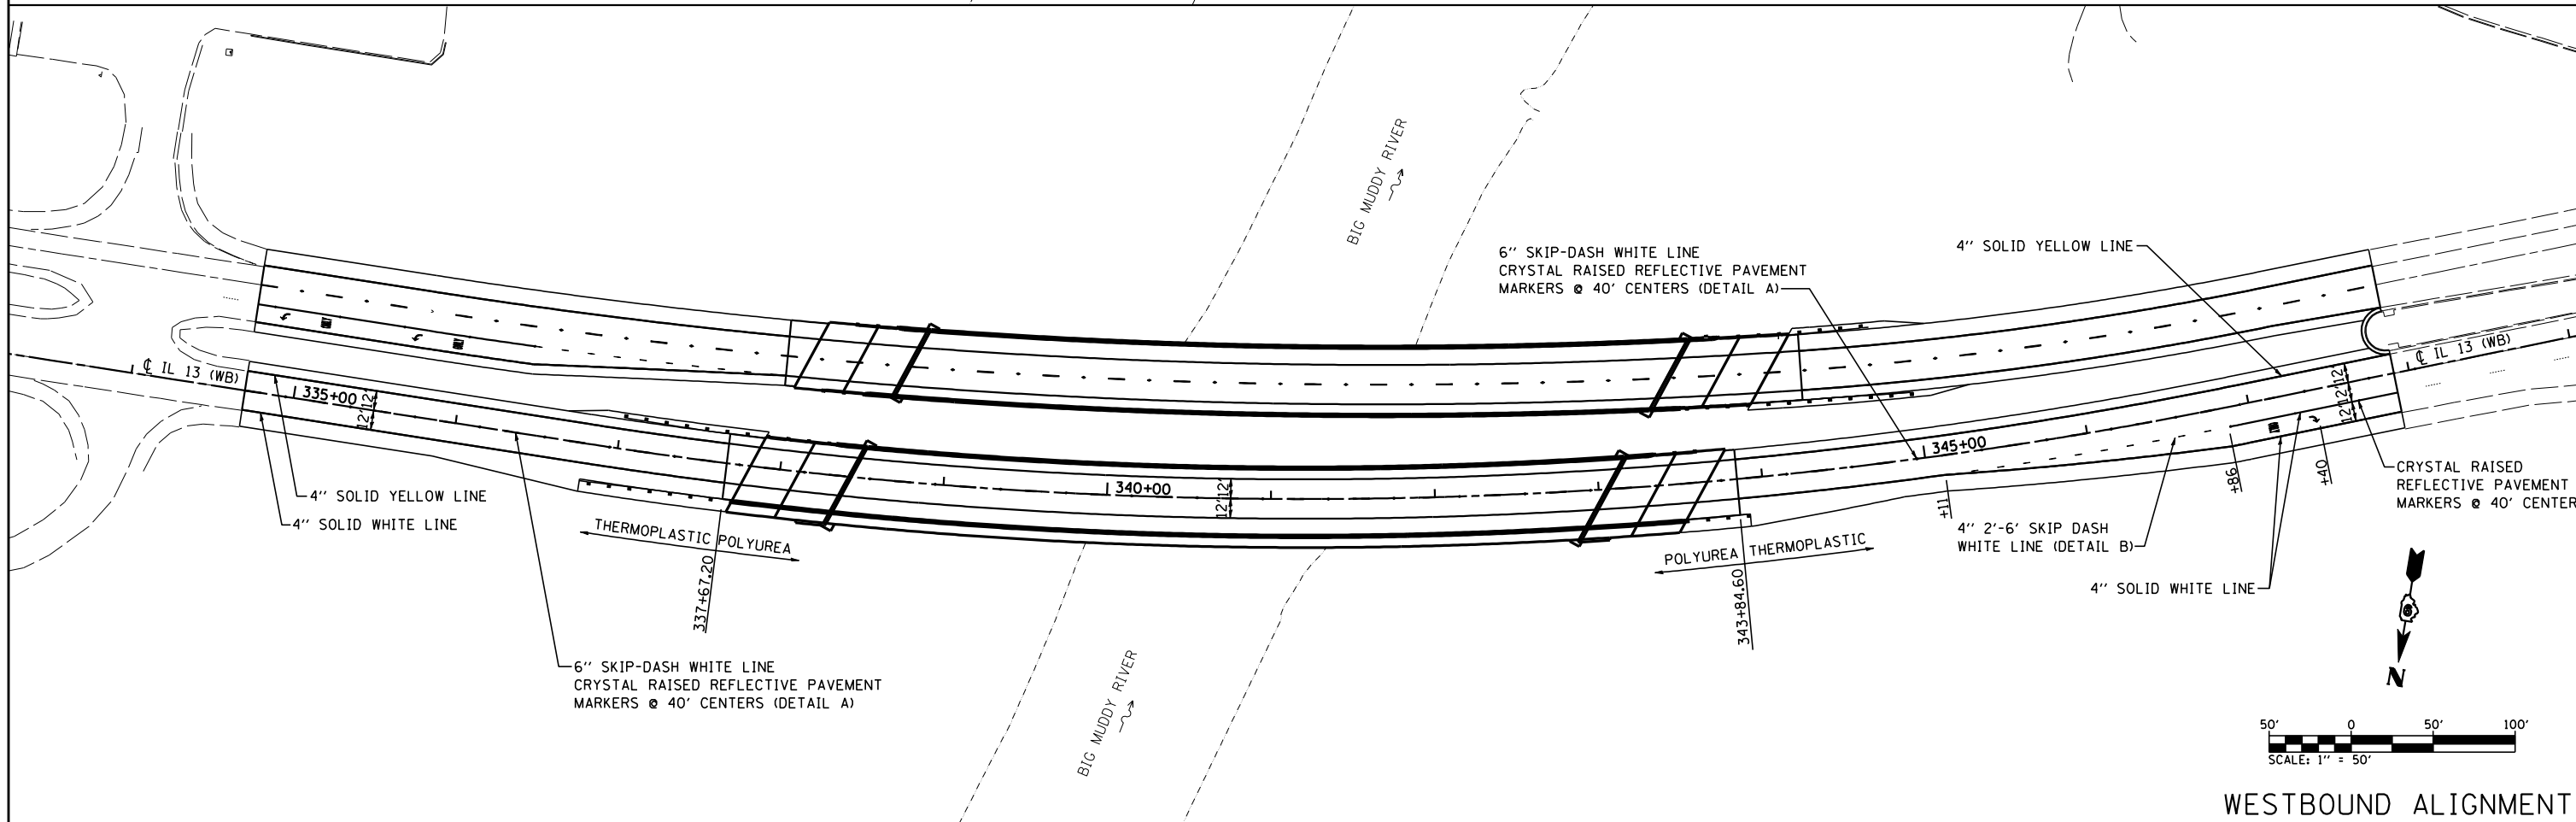 BIG MUDDY RIVER
6'' SKIP-DASH WHITE LINE
CRYSTAL RAISED REFLECTIVE PAVEMENT
MARKERS @ 40' CENTERS (DETAIL A)
4'' SOLID YELLOW LINE
℄ IL 13 (WB)
335+00
12'
12'
℄ IL 13 (WB)
12'
12'
12'
345+00
340+00
12'
12'
4'' SOLID YELLOW LINE
4'' SOLID WHITE LINE
THERMOPLASTIC
POLYUREA
337+67.20
POLYUREA
THERMOPLASTIC
343+84.60
+11
+86
+40
CRYSTAL RAISED
REFLECTIVE PAVEMENT
MARKERS @ 40' CENTER
4'' 2'-6' SKIP DASH
WHITE LINE (DETAIL B)
4'' SOLID WHITE LINE
6'' SKIP-DASH WHITE LINE
CRYSTAL RAISED REFLECTIVE PAVEMENT
MARKERS @ 40' CENTERS (DETAIL A)
BIG MUDDY RIVER
N
50'
0
50'
100'
SCALE: 1'' = 50'
WESTBOUND ALIGNMENT